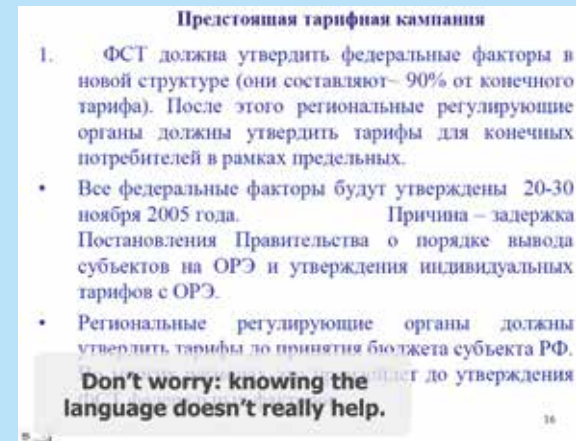 Предстоящая тарифная кампания
1. ФСТ должна утвердить федеральные факторы в
новой структуре (они составляют~ 90% от конечного
тарифа). После этого региональные регулирующие
органы должны утвердить тарифы для конечных
потребителей в рамках предельных.
• Все федеральные факторы будут утверждены 20-30
ноября 2005 года. Причина – задержка
Постановления Правительства о порядке вывода
субъектов на ОРЭ и утверждения индивидуальных
тарифов с ОРЭ.
• Региональные регулирующие органы должны
утвердить тарифы до принятия бюджета субъекта РФ.
до утверждения
Don't worry: knowing the
language doesn't really help.
16